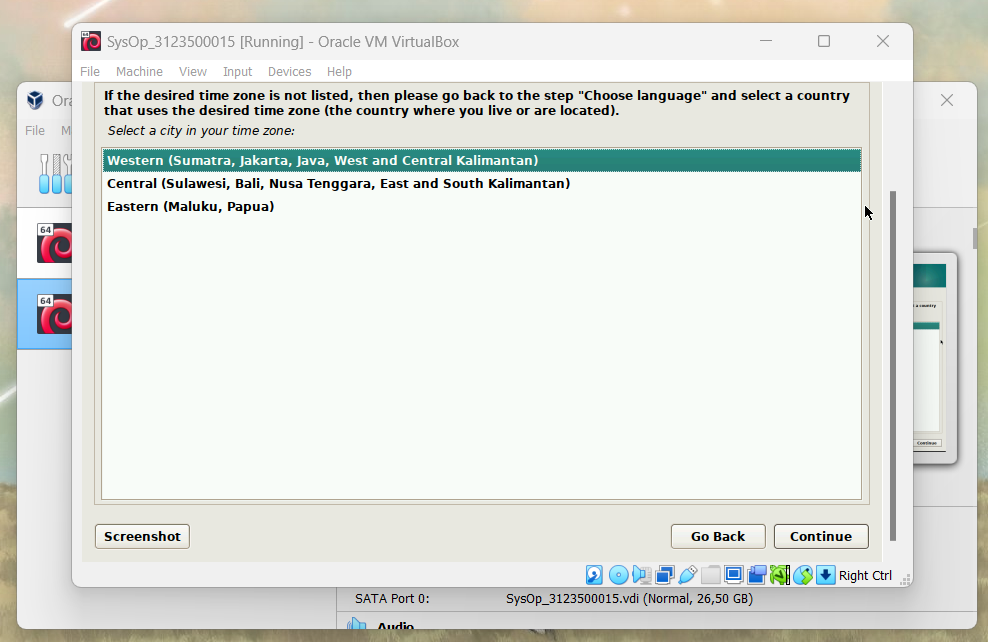 SysOp_3123500015 [Running] - Oracle VM VirtualBox
File Machine View Input Devices Help
If the desired time zone is not listed, then please go back to the step "Choose language" and select a country
that uses the desired time zone (the country where you live or are located).
Select a city in your time zone:
Western (Sumatra, Jakarta, Java, West and Central Kalimantan)
Central (Sulawesi, Bali, Nusa Tenggara, East and South Kalimantan)
Eastern (Maluku, Papua)
Screenshot
Go Back
Continue
Right Ctrl
File
64
64
a country
Continue
SATA Port 0: SysOp_3123500015.vdi (Normal, 26,50 GB)
Audio